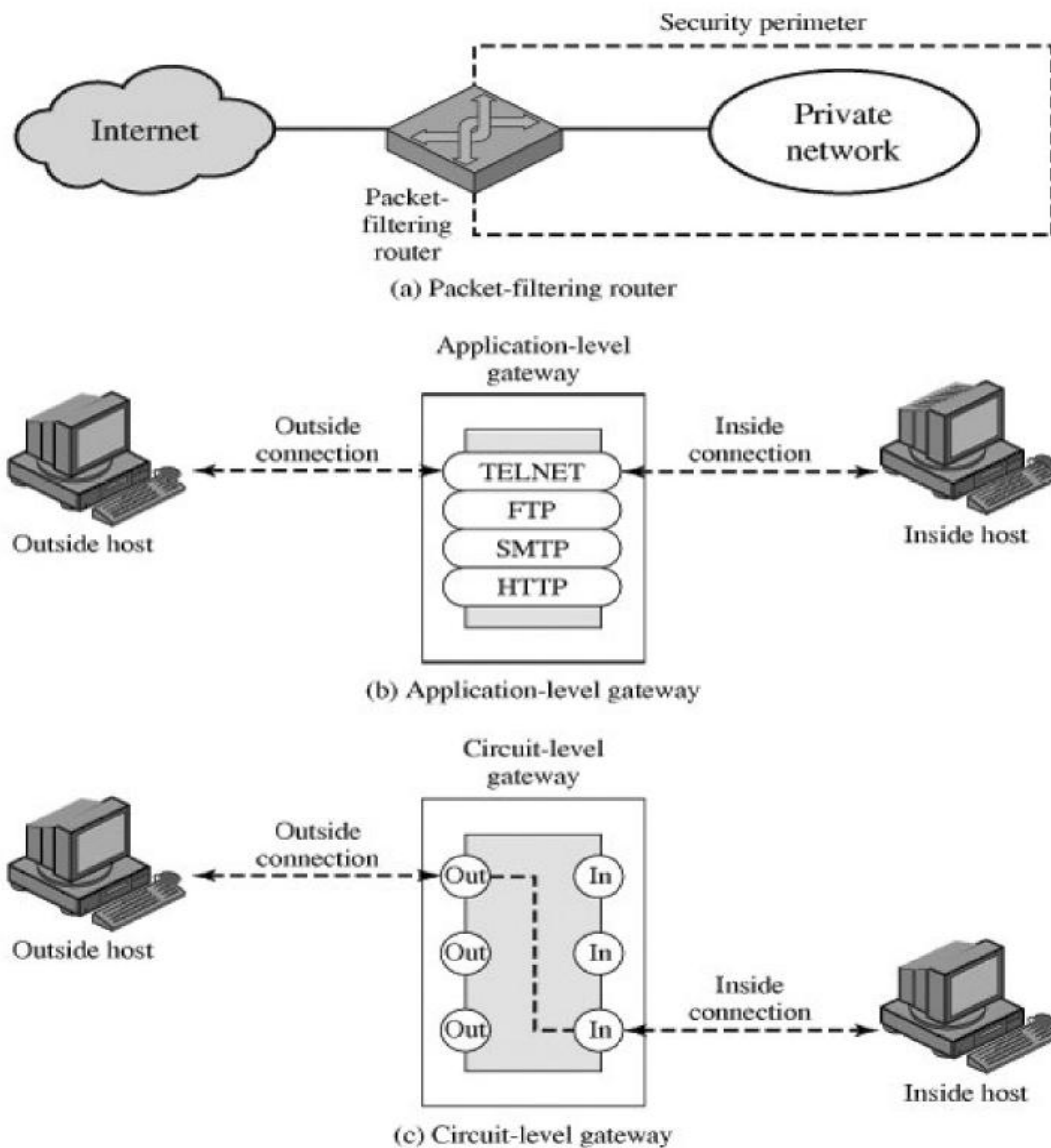 Security perimeter
Internet
Private
network
Packet-
filtering
router
(a) Packet-filtering router
Application-level
gateway
Outside
connection
Inside
connection
TELNET
FTP
SMTP
HTTP
Outside host
Inside host
(b) Application-level gateway
Circuit-level
gateway
Outside
connection
Out
In
Outside host
Out
In
Inside
connection
Out
In
Inside host
(c) Circuit-level gateway